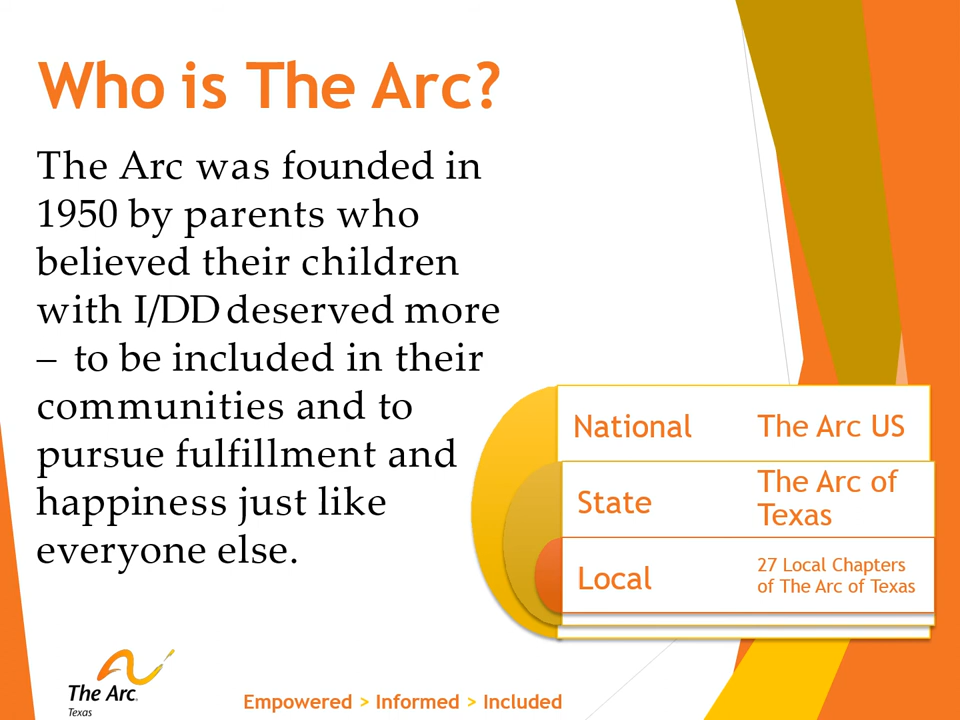 Who is The Arc?
The Arc was founded in
1950 by parents who
believed their children
with I/DD deserved more
– to be included in their
communities and to
pursue fulfillment and
happiness just like
everyone else.
National The Arc US
State The Arc of
Texas
Local 27 Local Chapters
of The Arc of Texas
The Arc.
Texas
Empowered > Informed > Included